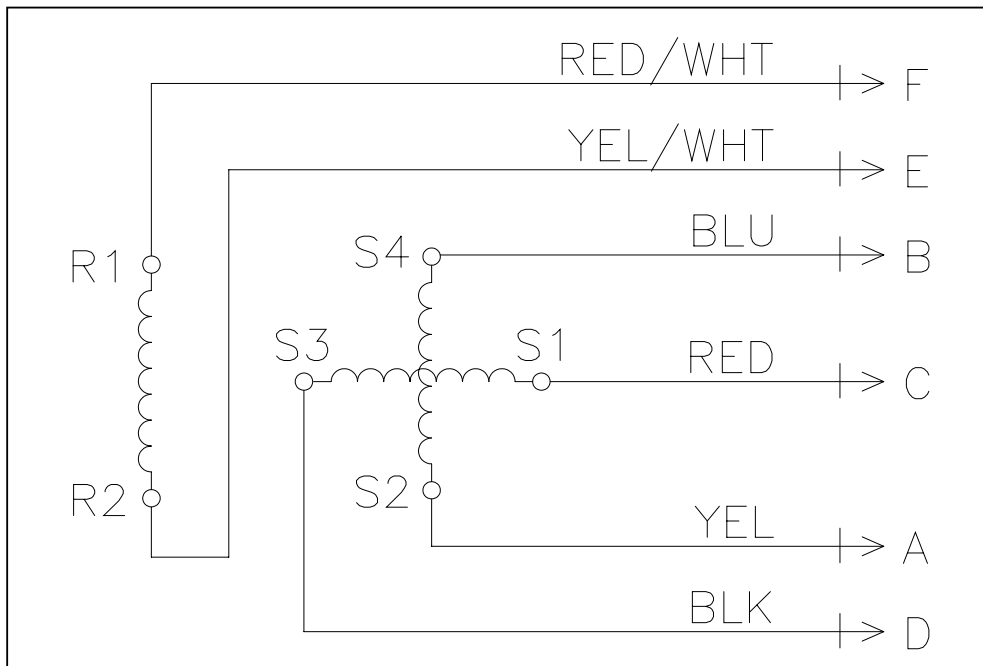 RED/WHT F
YEL/WHT E
BLU B
R1 S4
S3 S1 RED C
R2 S2
YEL A
BLK D